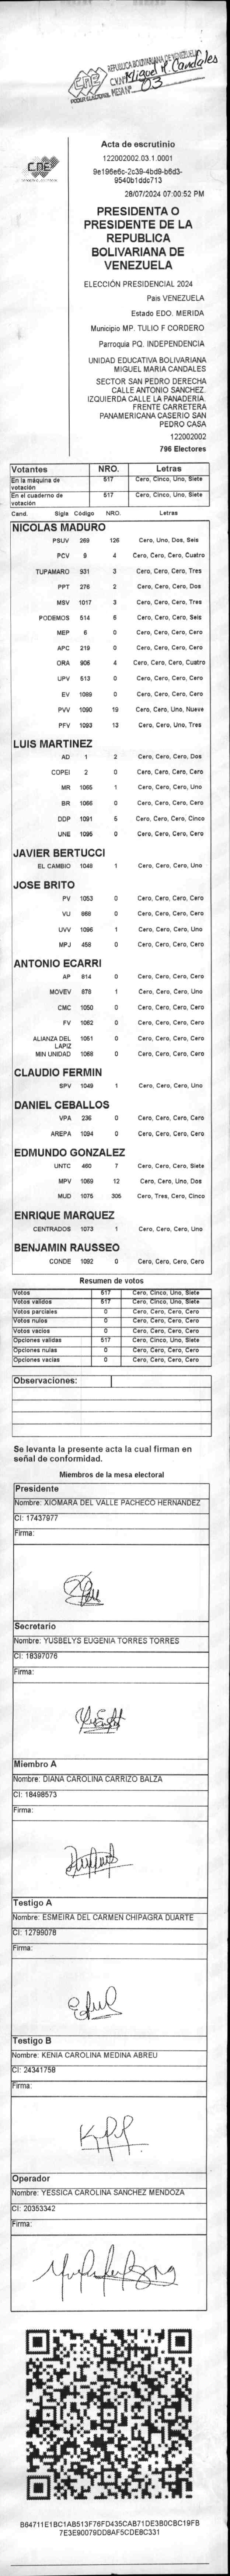 REPUBLICA BOLIVARIANA DE VENEZUELA
CNE
Miguel M. Candales
PODER ELECTORAL MESA Nº 03
CNE
Acta de escrutinio
122002002.03.1.0001
9e196e6c-2c39-4bd9-b6d3-
9540b1ddc713
28/07/2024 07:00:52 PM
PRESIDENTA O
PRESIDENTE DE LA
REPUBLICA
BOLIVARIANA DE
VENEZUELA
ELECCIÓN PRESIDENCIAL 2024
Pais VENEZUELA
Estado EDO. MERIDA
Municipio MP. TULIO F CORDERO
Parroquia PQ. INDEPENDENCIA
UNIDAD EDUCATIVA BOLIVARIANA
MIGUEL MARIA CANDALES
SECTOR SAN PEDRO DERECHA
CALLE ANTONIO SANCHEZ.
IZQUIERDA CALLE LA PANADERIA.
FRENTE CARRETERA
PANAMERICANA CASERIO SAN
PEDRO CASA
122002002
796 Electores
Votantes NRO. Letras
En la máquina de votación 517 Cero, Cinco, Uno, Siete
En el cuaderno de votación 517 Cero, Cinco, Uno, Siete
Cand. Sigla Código NRO. Letras
NICOLAS MADURO
PSUV 269 126 Cero, Uno, Dos, Seis
PCV 9 4 Cero, Cero, Cero, Cuatro
TUPAMARO 931 3 Cero, Cero, Cero, Tres
PPT 276 2 Cero, Cero, Cero, Dos
MSV 1017 3 Cero, Cero, Cero, Tres
PODEMOS 514 6 Cero, Cero, Cero, Seis
MEP 6 0 Cero, Cero, Cero, Cero
APC 219 0 Cero, Cero, Cero, Cero
ORA 906 4 Cero, Cero, Cero, Cuatro
UPV 513 0 Cero, Cero, Cero, Cero
EV 1089 0 Cero, Cero, Cero, Cero
PVV 1090 19 Cero, Cero, Uno, Nueve
PFV 1093 13 Cero, Cero, Uno, Tres
LUIS MARTINEZ
AD 1 2 Cero, Cero, Cero, Dos
COPEI 2 0 Cero, Cero, Cero, Cero
MR 1065 1 Cero, Cero, Cero, Uno
BR 1066 0 Cero, Cero, Cero, Cero
DDP 1091 5 Cero, Cero, Cero, Cinco
UNE 1095 0 Cero, Cero, Cero, Cero
JAVIER BERTUCCI
EL CAMBIO 1048 1 Cero, Cero, Cero, Uno
JOSE BRITO
PV 1053 0 Cero, Cero, Cero, Cero
VU 868 0 Cero, Cero, Cero, Cero
UVV 1096 1 Cero, Cero, Cero, Uno
MPJ 458 0 Cero, Cero, Cero, Cero
ANTONIO ECARRI
AP 814 0 Cero, Cero, Cero, Cero
MOVEV 878 1 Cero, Cero, Cero, Uno
CMC 1050 0 Cero, Cero, Cero, Cero
FV 1062 0 Cero, Cero, Cero, Cero
ALIANZA DEL LAPIZ 1051 0 Cero, Cero, Cero, Cero
MIN UNIDAD 1068 0 Cero, Cero, Cero, Cero
CLAUDIO FERMIN
SPV 1049 1 Cero, Cero, Cero, Uno
DANIEL CEBALLOS
VPA 236 0 Cero, Cero, Cero, Cero
AREPA 1094 0 Cero, Cero, Cero, Cero
EDMUNDO GONZALEZ
UNTC 460 7 Cero, Cero, Cero, Siete
MPV 1069 12 Cero, Cero, Uno, Dos
MUD 1075 305 Cero, Tres, Cero, Cinco
ENRIQUE MARQUEZ
CENTRADOS 1073 1 Cero, Cero, Cero, Uno
BENJAMIN RAUSSEO
CONDE 1092 0 Cero, Cero, Cero, Cero
Resumen de votos
Votos 517 Cero, Cinco, Uno, Siete
Votos validos 517 Cero, Cinco, Uno, Siete
Votos parciales 0 Cero, Cero, Cero, Cero
Votos nulos 0 Cero, Cero, Cero, Cero
Votos vacios 0 Cero, Cero, Cero, Cero
Opciones validas 517 Cero, Cinco, Uno, Siete
Opciones nulas 0 Cero, Cero, Cero, Cero
Opciones vacias 0 Cero, Cero, Cero, Cero
Observaciones:
Se levanta la presente acta la cual firman en
señal de conformidad.
Miembros de la mesa electoral
Presidente
Nombre: XIOMARA DEL VALLE PACHECO HERNANDEZ
CI: 17437977
Firma:
Secretario
Nombre: YUSBELYS EUGENIA TORRES TORRES
CI: 18397076
Firma:
Miembro A
Nombre: DIANA CAROLINA CARRIZO BALZA
CI: 18498573
Firma:
Testigo A
Nombre: ESMEIRA DEL CARMEN CHIPAGRA DUARTE
CI: 12799078
Firma:
Testigo B
Nombre: KENIA CAROLINA MEDINA ABREU
CI: 24341758
Firma:
Operador
Nombre: YESSICA CAROLINA SANCHEZ MENDOZA
CI: 20353342
Firma:
B64711E1BC1AB513F76FD435CAB71DE3B0CBC19FB
7E3E90079DD8AF5CDE8C331